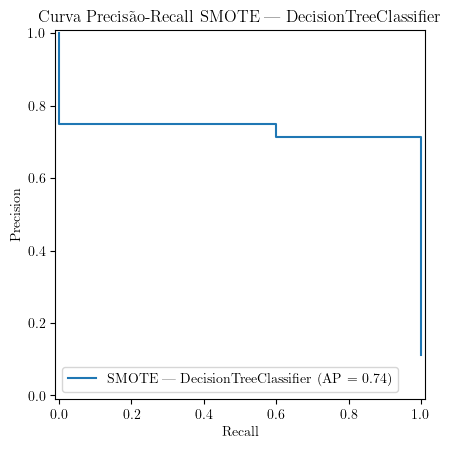 Curva Precisão-Recall SMOTE — DecisionTreeClassifier
1.0
0.8
0.6
0.4
0.2
0.0
Precision
SMOTE — DecisionTreeClassifier (AP = 0.74)
0.0 0.2 0.4 0.6 0.8 1.0
Recall